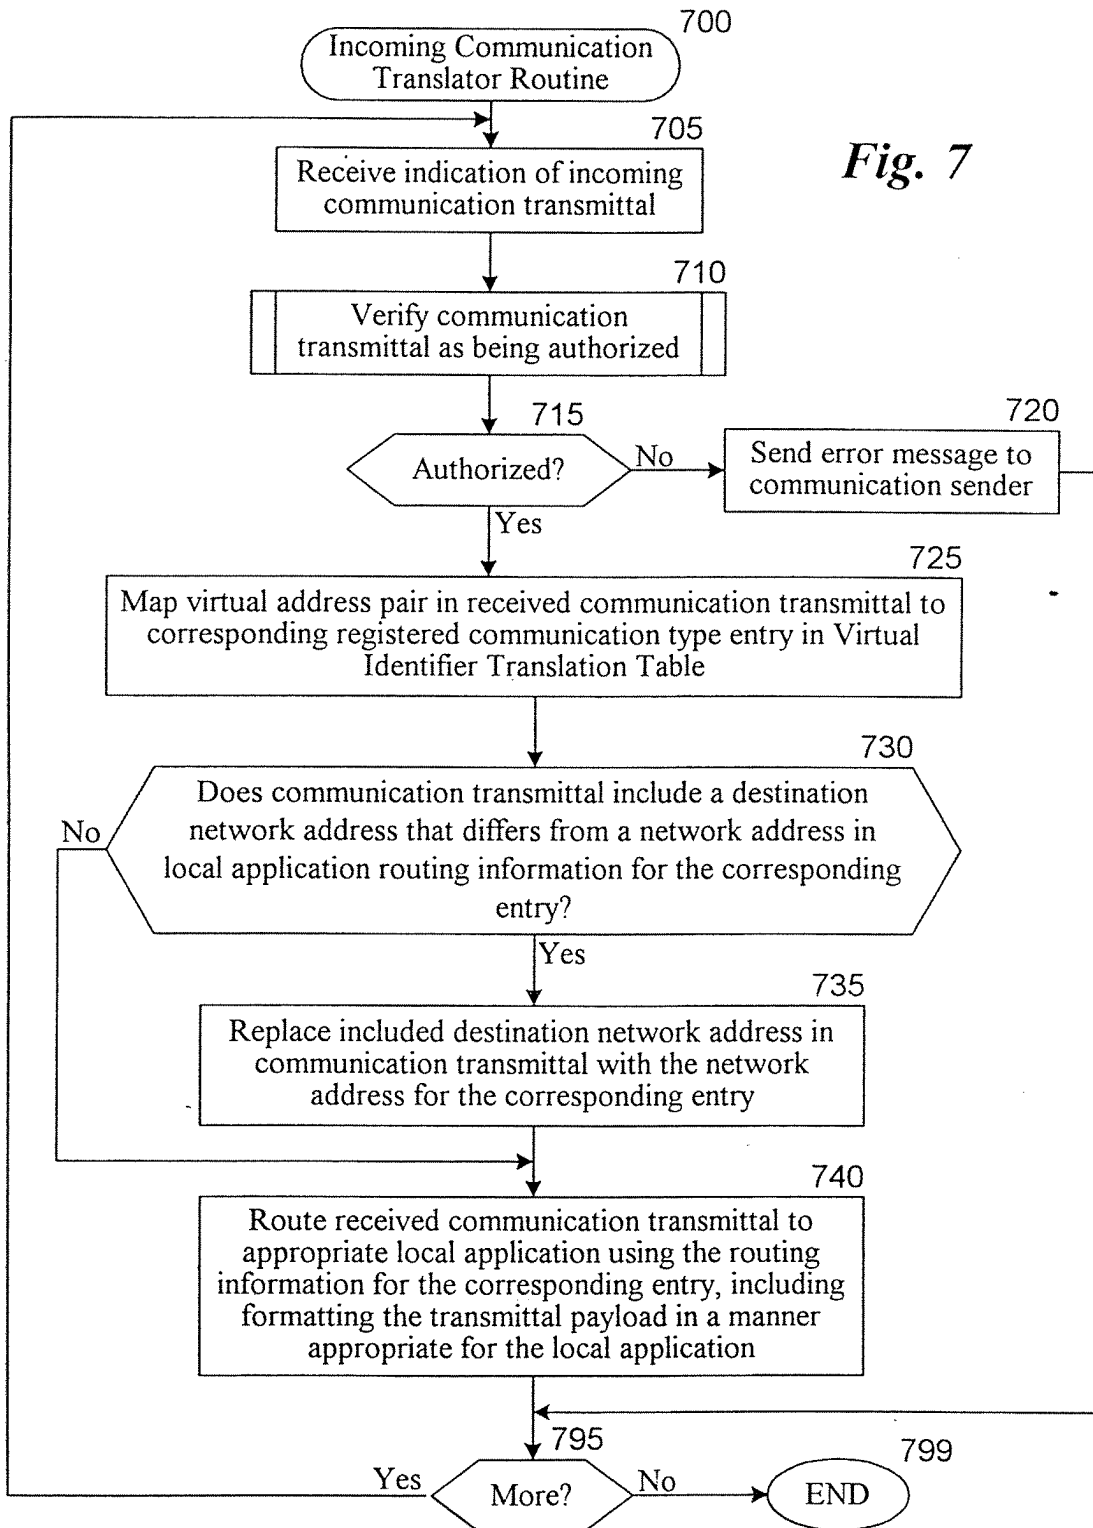 700
Incoming Communication
Translator Routine
705
Fig. 7
Receive indication of incoming
communication transmittal
710
Verify communication
transmittal as being authorized
715
Authorized?
No
720
Send error message to
communication sender
Yes
725
Map virtual address pair in received communication transmittal to
corresponding registered communication type entry in Virtual
Identifier Translation Table
730
Does communication transmittal include a destination
network address that differs from a network address in
local application routing information for the corresponding
entry?
No
Yes
735
Replace included destination network address in
communication transmittal with the network
address for the corresponding entry
740
Route received communication transmittal to
appropriate local application using the routing
information for the corresponding entry, including
formatting the transmittal payload in a manner
appropriate for the local application
795
Yes
More?
No
799
END